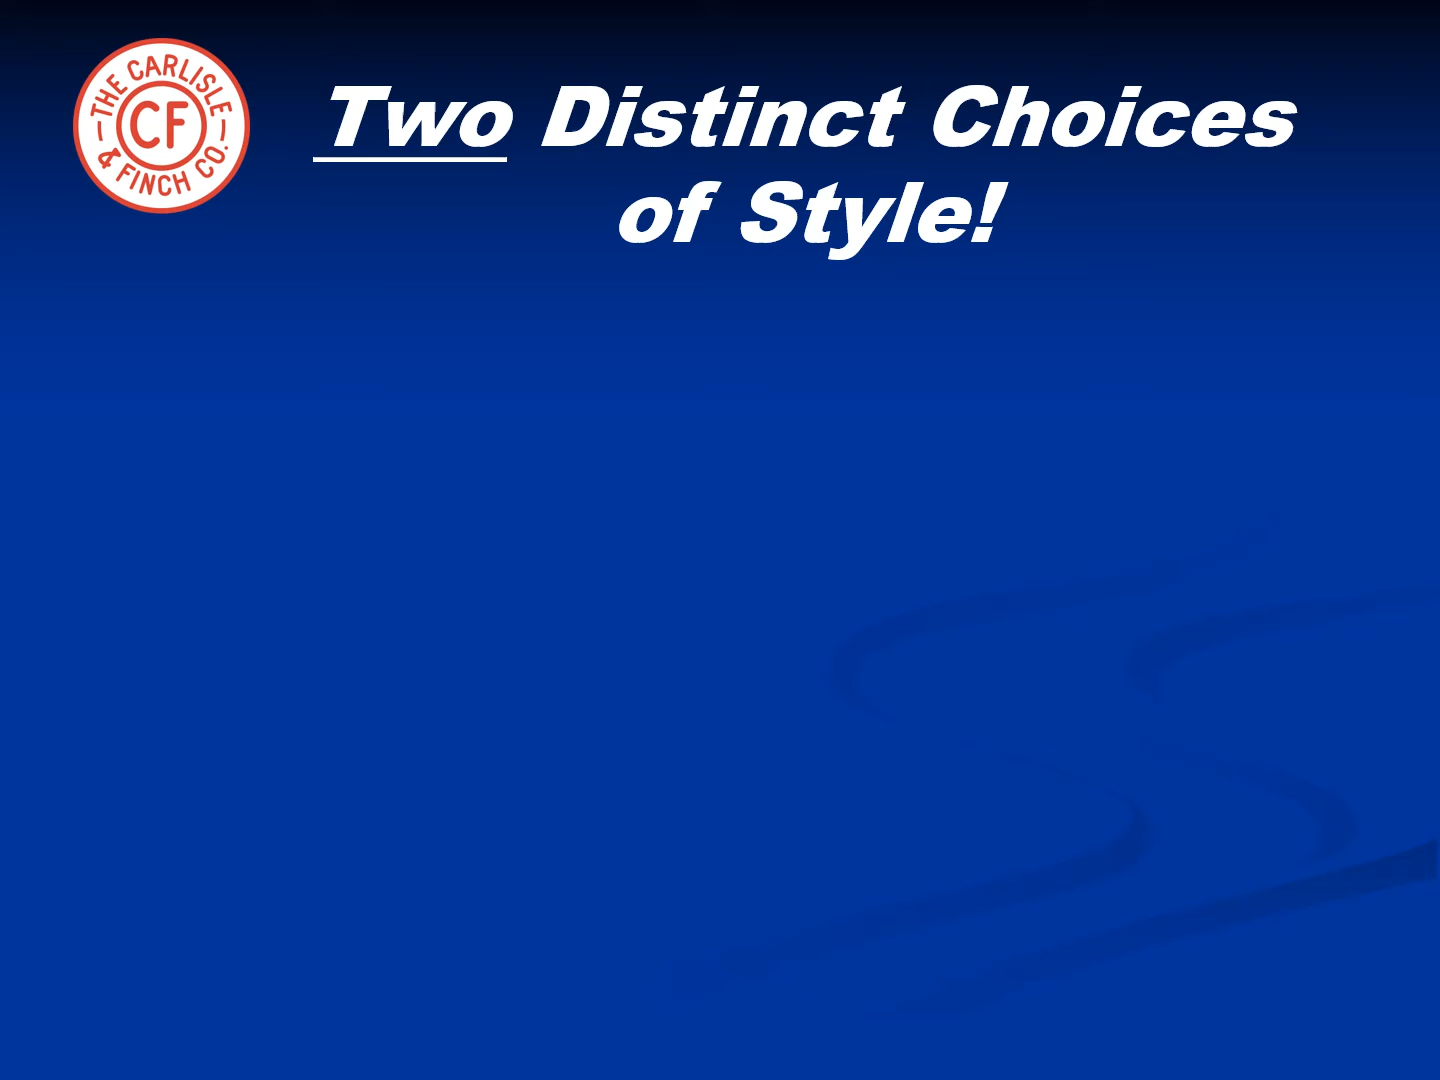 THE CARLISLE
CF
& FINCH CO.
Two Distinct Choices
of Style!